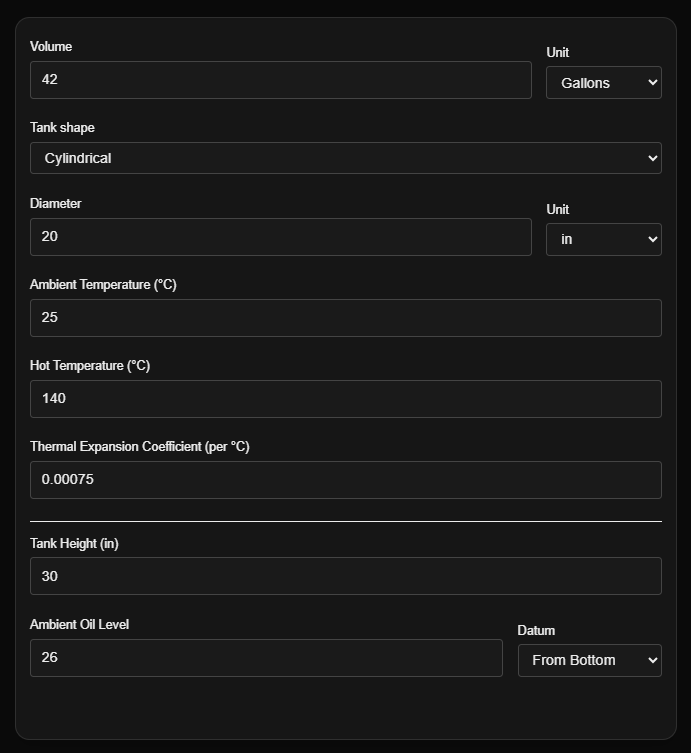 Volume
Unit
42
Gallons
Tank shape
Cylindrical
Diameter
Unit
20
in
Ambient Temperature (°C)
25
Hot Temperature (°C)
140
Thermal Expansion Coefficient (per °C)
0.00075
Tank Height (in)
30
Ambient Oil Level
Datum
26
From Bottom